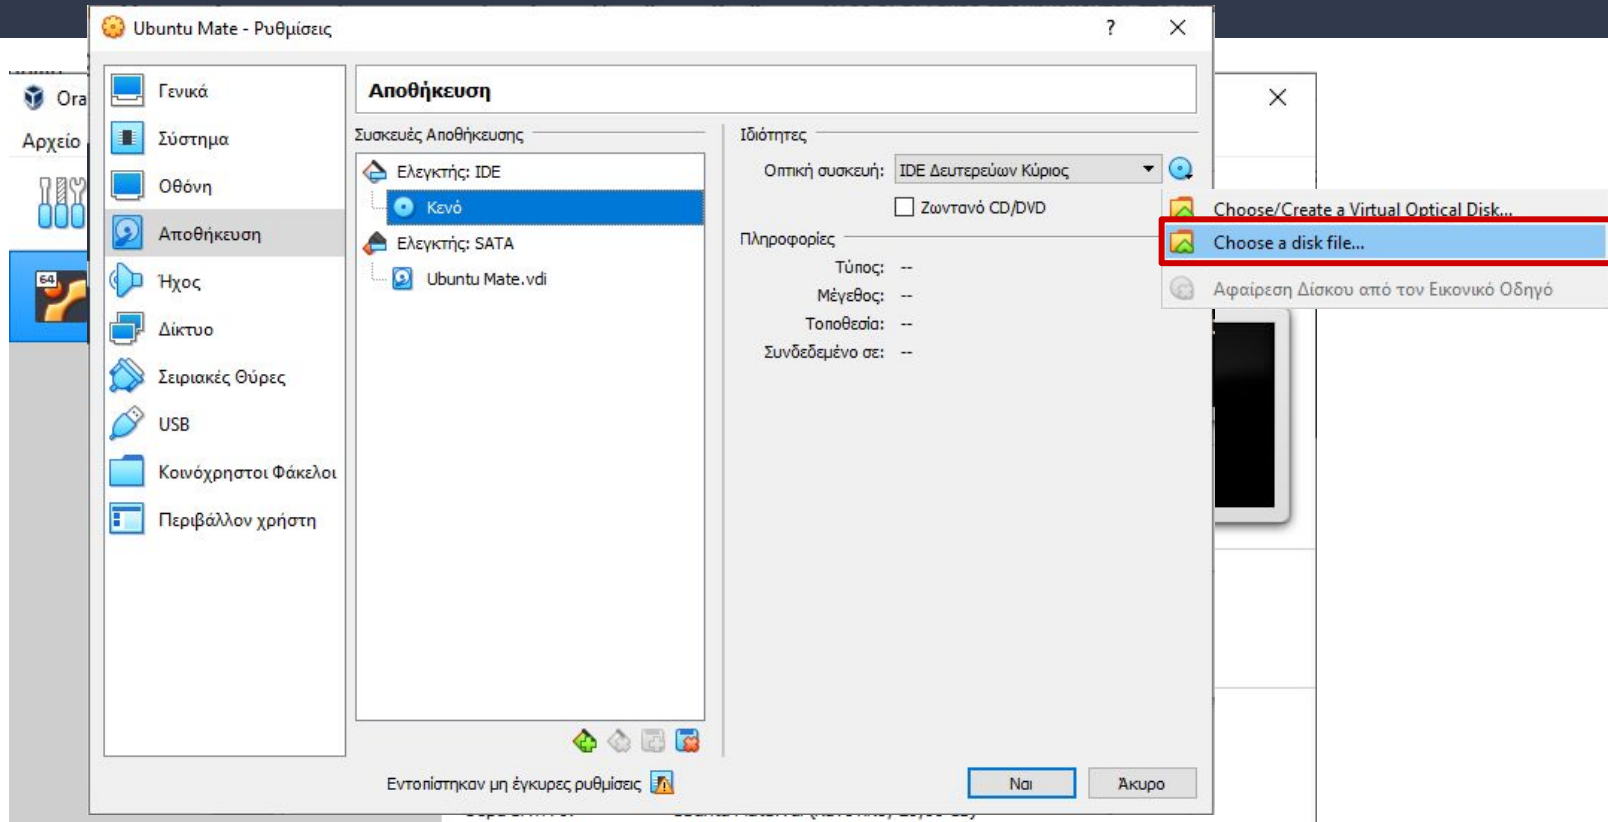 Ubuntu Mate - Ρυθμίσεις
?
Ora
Αρχείο
64
Γενικά
Σύστημα
Οθόνη
Αποθήκευση
Ήχος
Δίκτυο
Σειριακές Θύρες
USB
Κοινόχρηστοι Φάκελοι
Περιβάλλον χρήστη
Αποθήκευση
Συσκευές Αποθήκευσης
Ελεγκτής: IDE
Κενό
Ελεγκτής: SATA
Ubuntu Mate.vdi
Ιδιότητες
Οπτική συσκευή: IDE Δευτερεύων Κύριος
Ζωντανό CD/DVD
Πληροφορίες
Τύπος: --
Μέγεθος: --
Τοποθεσία: --
Συνδεδεμένο σε: --
Choose/Create a Virtual Optical Disk...
Choose a disk file...
Αφαίρεση Δίσκου από τον Εικονικό Οδηγό
Εντοπίστηκαν μη έγκυρες ρυθμίσεις
Ναι
Άκυρο